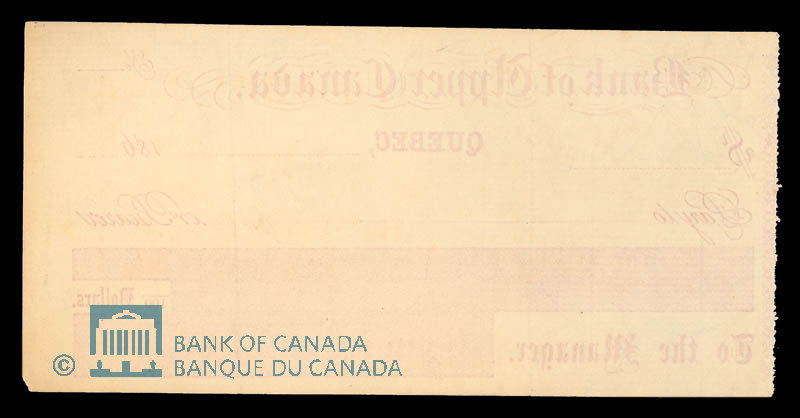 No.
Bank of Upper Canada.
$
QUEBEC, 186
Pay to or Bearer
Dollars.
To the Manager.
© BANK OF CANADA
BANQUE DU CANADA